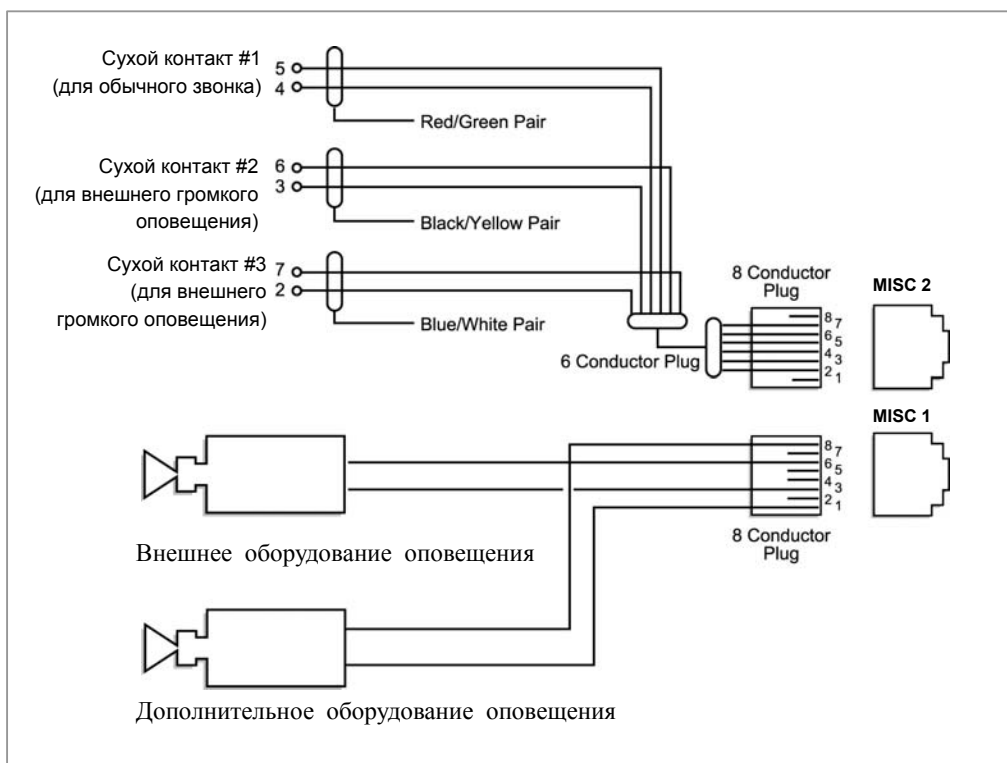 Сухой контакт #1
(для обычного звонка)
5
4
Red/Green Pair
Сухой контакт #2
(для внешнего громкого
оповещения)
6
3
Black/Yellow Pair
Сухой контакт #3
(для внешнего
громкого оповещения)
7
2
Blue/White Pair
6 Conductor Plug
8 Conductor
Plug
8
7
6
5
4
3
2
1
MISC 2
MISC 1
8
7
6
5
4
3
2
1
8 Conductor
Plug
Внешнее оборудование оповещения
Дополнительное оборудование оповещения